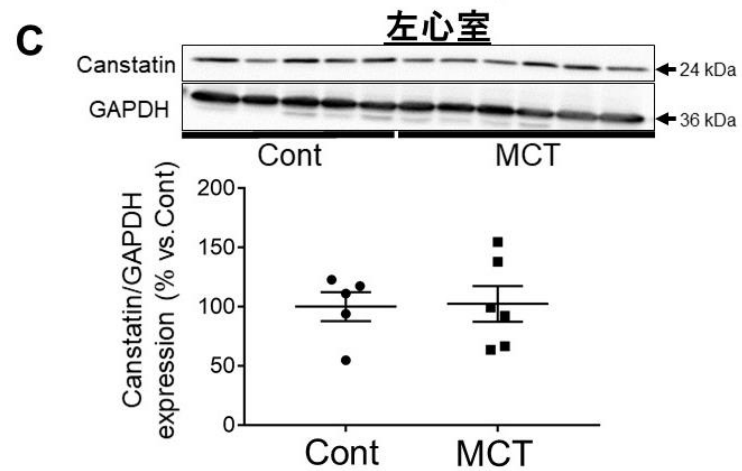 C
左心室
Canstatin
24 kDa
GAPDH
36 kDa
Cont
MCT
Canstatin/GAPDH
expression (% vs.Cont)
200
150
100
50
0
Cont
MCT